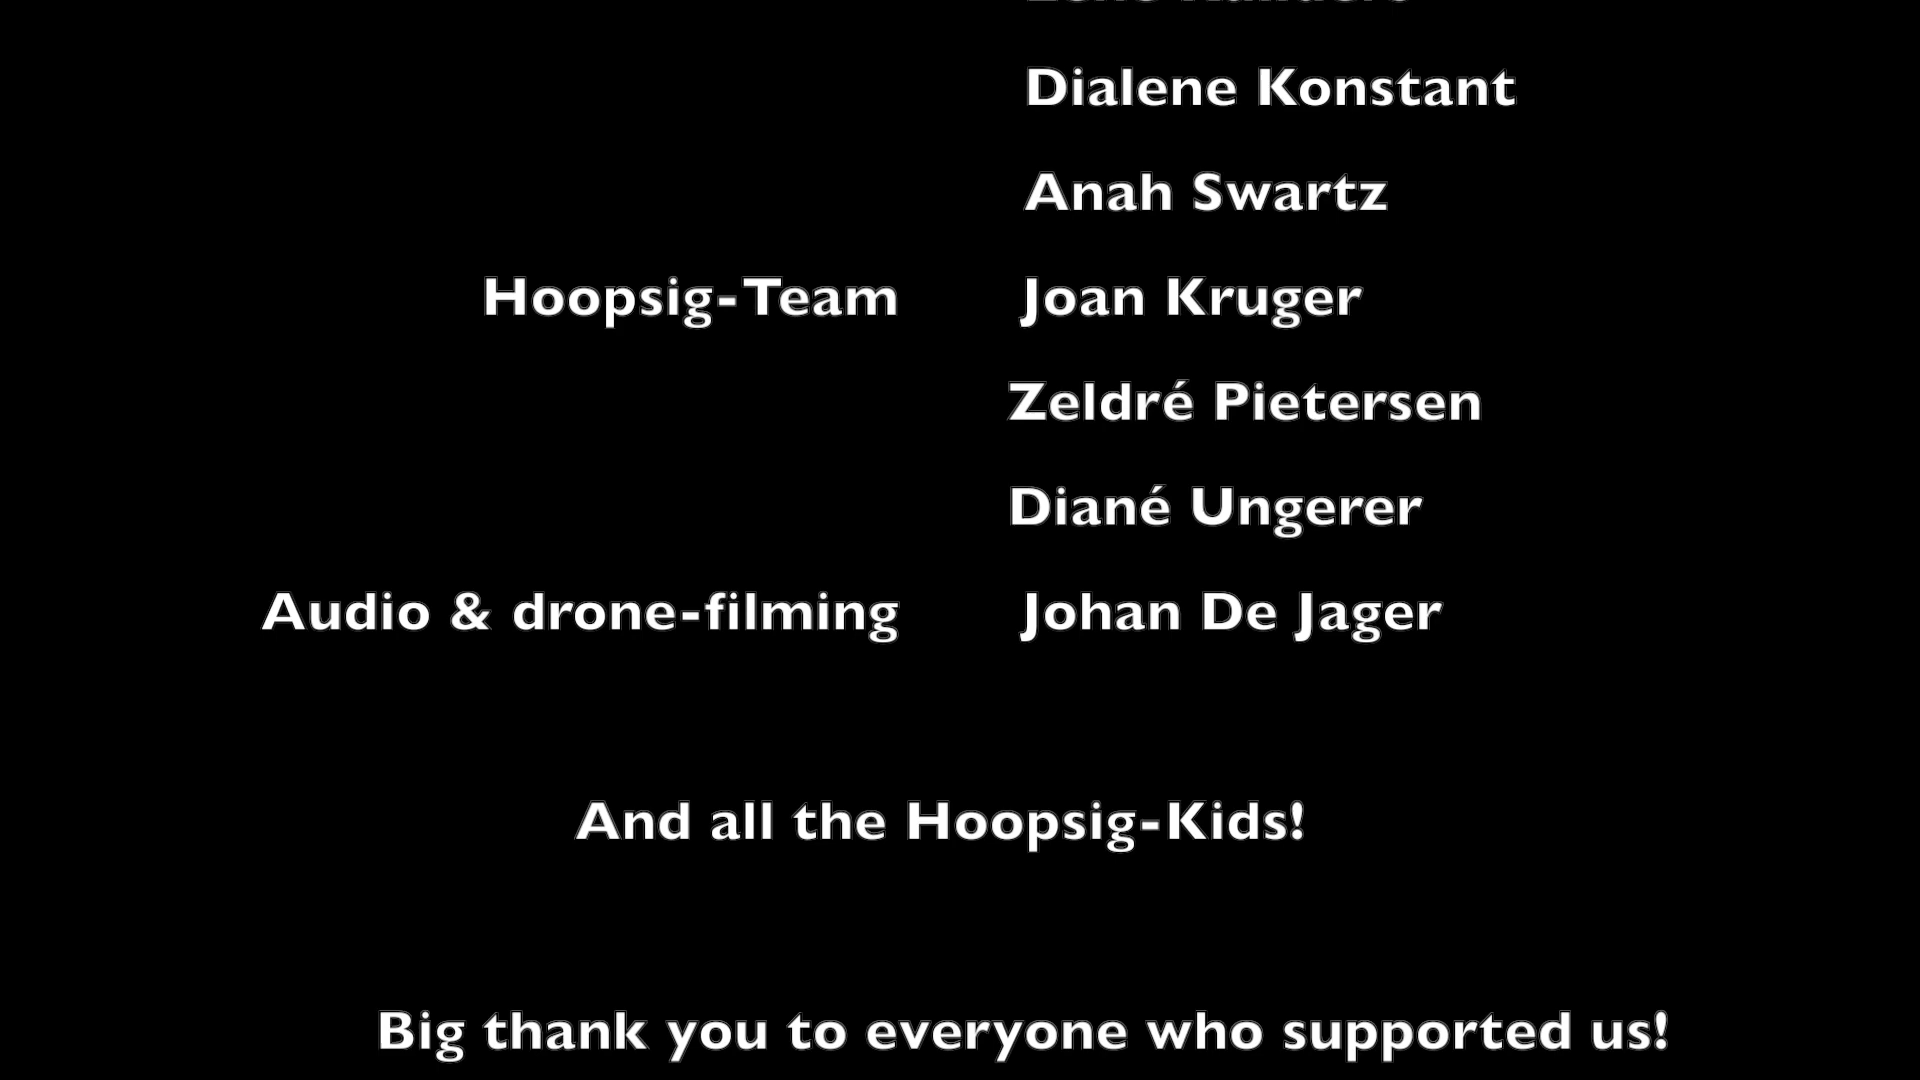 Dialene Konstant
Anah Swartz
Hoopsig-Team Joan Kruger
Zeldré Pietersen
Diané Ungerer
Audio & drone-filming Johan De Jager
And all the Hoopsig-Kids!
Big thank you to everyone who supported us!